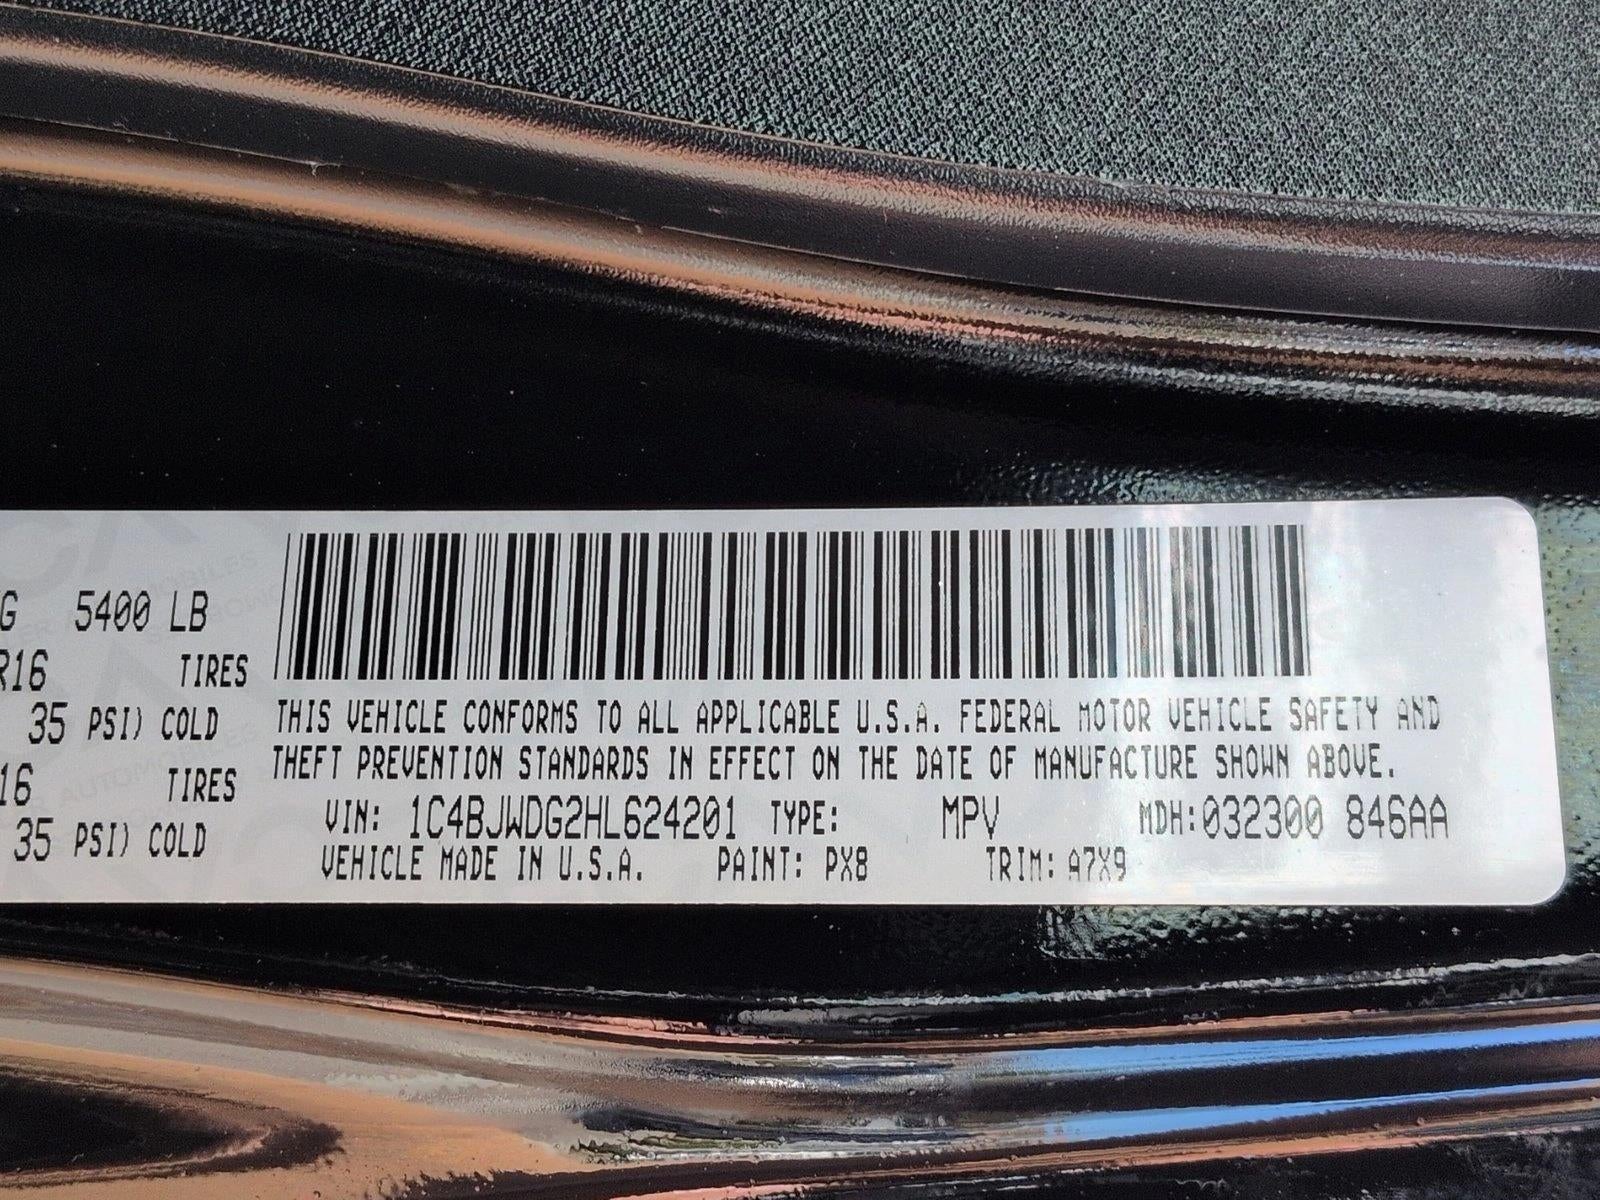 G 5400 LB
R16 TIRES
35 PSI) COLD
16 TIRES
35 PSI) COLD
THIS VEHICLE CONFORMS TO ALL APPLICABLE U.S.A. FEDERAL MOTOR VEHICLE SAFETY AND
THEFT PREVENTION STANDARDS IN EFFECT ON THE DATE OF MANUFACTURE SHOWN ABOVE.
VIN: 1C4BJWDG2HL624201 TYPE: MPV MDH:032300 846AA
VEHICLE MADE IN U.S.A. PAINT: PX8 TRIM: A7X9